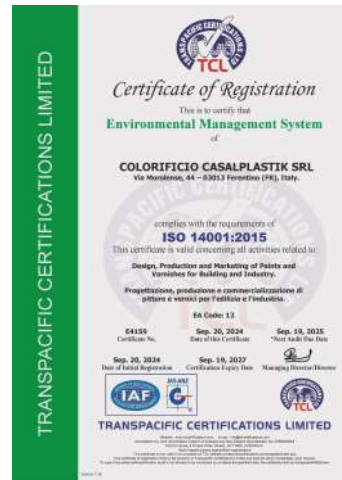 TRANSPACIFIC CERTIFICATIONS LIMITED
TRANSPACIFIC CERTIFICATIONS LTD
TCL
Certificate of Registration
This is to certify that
Environmental Management System
of
COLORIFICIO CASALPLASTIK SRL
Via Morolense, 44 – 03013 Ferentino (FR), Italy.
complies with the requirements of
ISO 14001:2015
This certificate is valid concerning all activities related to:
Design, Production and Marketing of Paints and
Varnishes for Building and Industry.
Progettazione, produzione e commercializzazione di
pitture e vernici per l'edilizia e l'industria.
EA Code: 12
E4159 Sep. 20, 2024 Sep. 19, 2025
Certificate No. Date of this Certificate *Next Audit Due Date
Sep. 20, 2024 Sep. 19, 2027
Date of Initial Registration Certification Expiry Date Managing Director/Director
IAF
JAS-ANZ
TCL
TRANSPACIFIC CERTIFICATIONS LIMITED